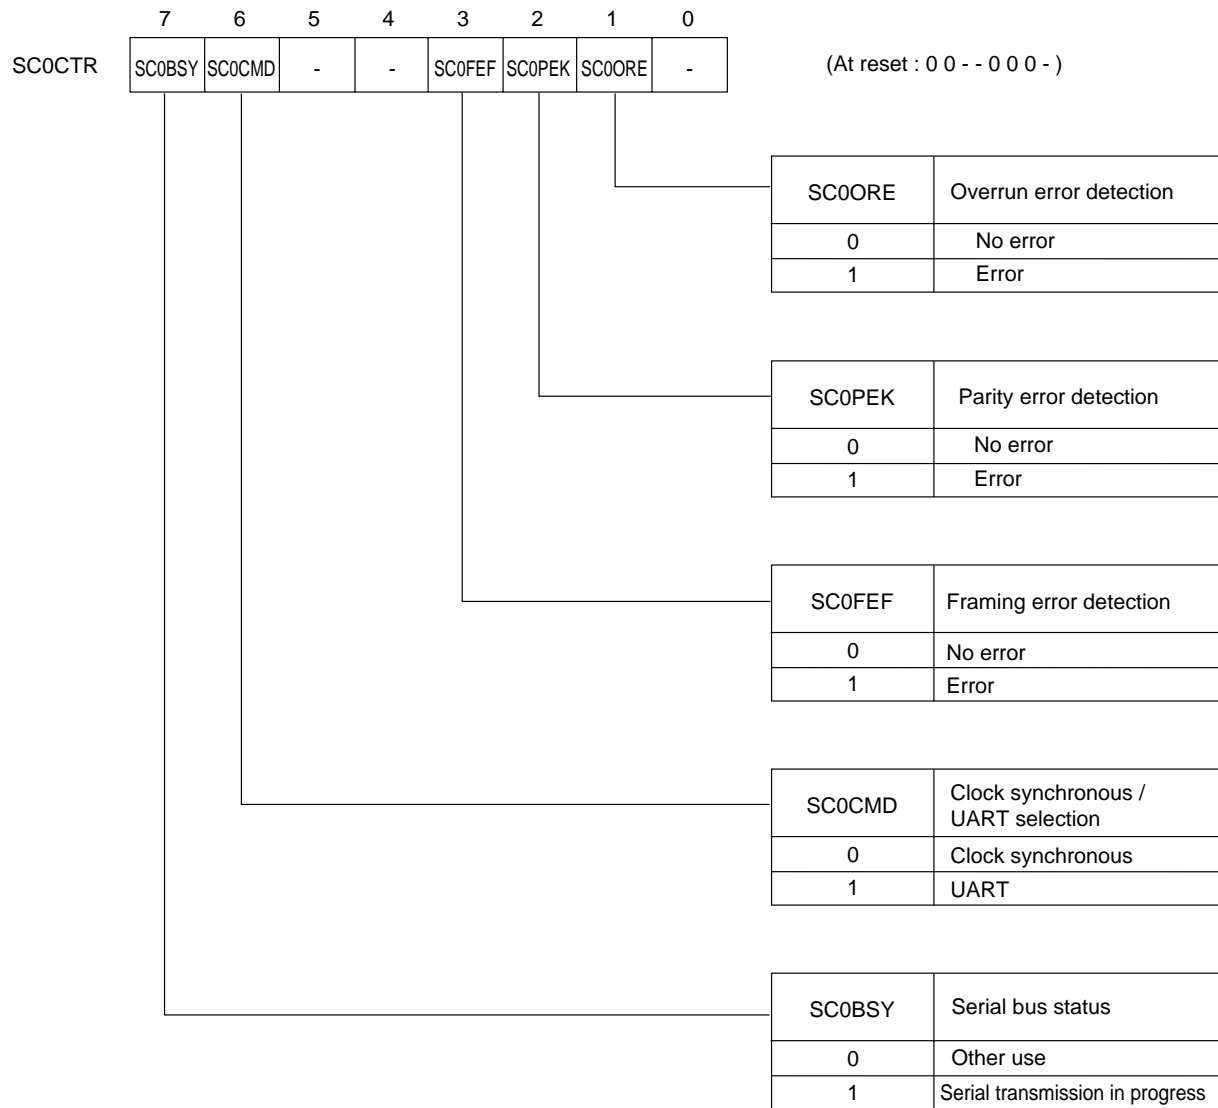 7 6 5 4 3 2 1 0
SC0CTR SC0BSY SC0CMD - - SC0FEF SC0PEK SC0ORE - (At reset : 0 0 - - 0 0 0 - )
SC0ORE Overrun error detection
0 No error
1 Error
SC0PEK Parity error detection
0 No error
1 Error
SC0FEF Framing error detection
0 No error
1 Error
SC0CMD Clock synchronous /
UART selection
0 Clock synchronous
1 UART
SC0BSY Serial bus status
0 Other use
1 Serial transmission in progress